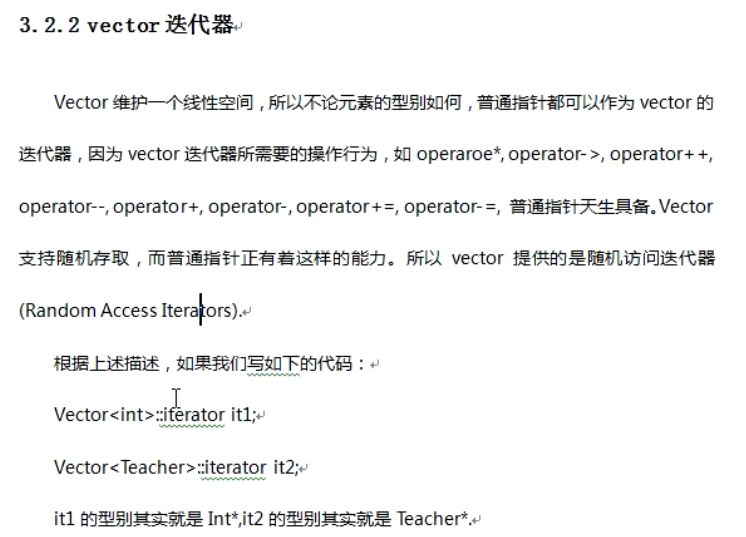 3.2.2 vector 迭代器
Vector 维护一个线性空间，所以不论元素的型别如何，普通指针都可以作为 vector 的
迭代器，因为 vector 迭代器所需要的操作行为，如 operaroe*, operator->, operator++,
operator--, operator+, operator-, operator+=, operator-=, 普通指针天生具备。Vector
支持随机存取，而普通指针正有着这样的能力。所以 vector 提供的是随机访问迭代器
(Random Access Iterators).
根据上述描述，如果我们写如下的代码：
Vector<int>::iterator it1;
Vector<Teacher>::iterator it2;
it1 的型别其实就是 Int*,it2 的型别其实就是 Teacher*.